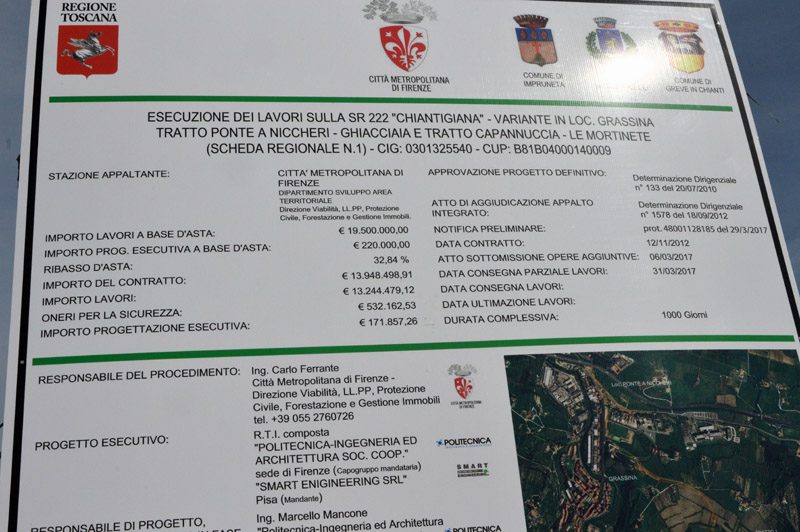 REGIONE
TOSCANA
CITTÀ METROPOLITANA
DI FIRENZE
COMUNE DI
IMPRUNETA
COMUNE DI
GREVE IN CHIANTI
ESECUZIONE DEI LAVORI SULLA SR 222 "CHIANTIGIANA" - VARIANTE IN LOC. GRASSINA
TRATTO PONTE A NICCHERI - GHIACCIAIA E TRATTO CAPANNUCCIA - LE MORTINETE
(SCHEDA REGIONALE N.1) - CIG: 0301325540 - CUP: B81B04000140009
STAZIONE APPALTANTE:
CITTA' METROPOLITANA DI
FIRENZE
DIPARTIMENTO SVILUPPO AREA
TERRITORIALE
Direzione Viabilità, LL.PP, Protezione
Civile, Forestazione e Gestione Immobili.
IMPORTO LAVORI A BASE D'ASTA: € 19.500.000,00
IMPORTO PROG. ESECUTIVA A BASE D'ASTA: € 220.000,00
RIBASSO D'ASTA: 32,84 %
IMPORTO DEL CONTRATTO: € 13.948.498,91
IMPORTO LAVORI: € 13.244.479,12
ONERI PER LA SICUREZZA: € 532.162,53
IMPORTO PROGETTAZIONE ESECUTIVA: € 171.857,26
APPROVAZIONE PROGETTO DEFINITIVO: Determinazione Dirigenziale
n° 133 del 20/07/2010
ATTO DI AGGIUDICAZIONE APPALTO Determinazione Dirigenziale
INTEGRATO: n° 1578 del 18/09/2012
NOTIFICA PRELIMINARE: prot.48001128185 del 29/3/2017
DATA CONTRATTO: 12/11/2012
ATTO SOTTOMISSIONE OPERE AGGIUNTIVE: 06/03/2017
DATA CONSEGNA PARZIALE LAVORI: 31/03/2017
DATA CONSEGNA LAVORI:
DATA ULTIMAZIONE LAVORI:
DURATA COMPLESSIVA: 1000 Giorni
RESPONSABILE DEL PROCEDIMENTO:
Ing. Carlo Ferrante
Città Metropolitana di Firenze -
Direzione Viabilità, LL.PP, Protezione
Civile, Forestazione e Gestione Immobili
tel. +39 055 2760726
CITTÀ METROPOLITANA
DI FIRENZE
PROGETTO ESECUTIVO:
R.T.I. composta
"POLITECNICA-INGEGNERIA ED
ARCHITETTURA SOC. COOP."
sede di Firenze (Capogruppo mandataria)
"SMART ENIGINEERING SRL"
Pisa (Mandante)
POLITECNICA
SMART
RESPONSABILE DI PROGETTO,
Ing. Marcello Mancone
"Politecnica-Ingegneria ed Architettura
POLITECNICA
Loc. PONTE A NICCHERI
GRASSINA